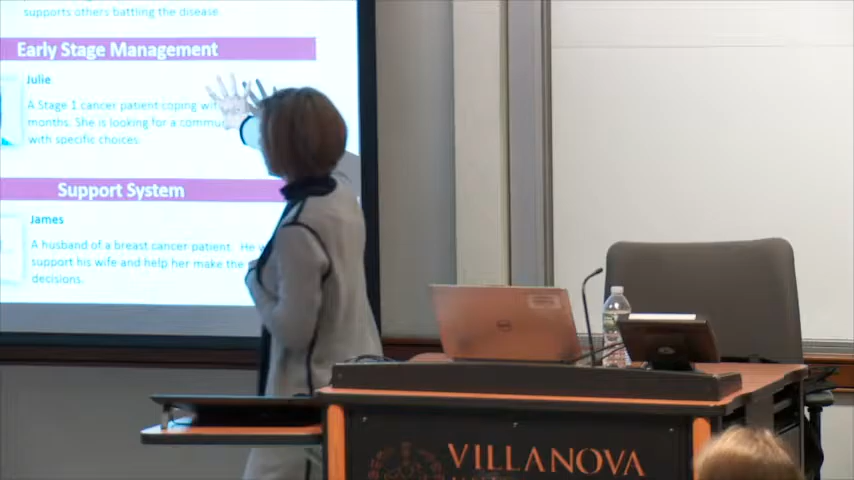 supports others battling the disease.
Early Stage Management
Julie
A Stage 1 cancer patient coping
months. She is looking for a
with specific choices.
Support System
James
A husband of a breast cancer patient. He
support his wife and help her make the
decisions.
VILLANOVA